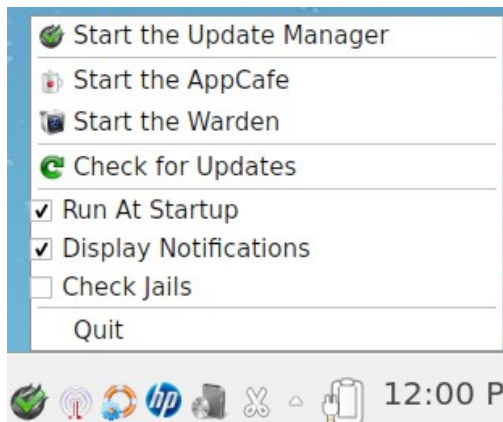 Start the Update Manager
Start the AppCafe
Start the Warden
Check for Updates
Run At Startup
Display Notifications
Check Jails
Quit
hp
12:00 P